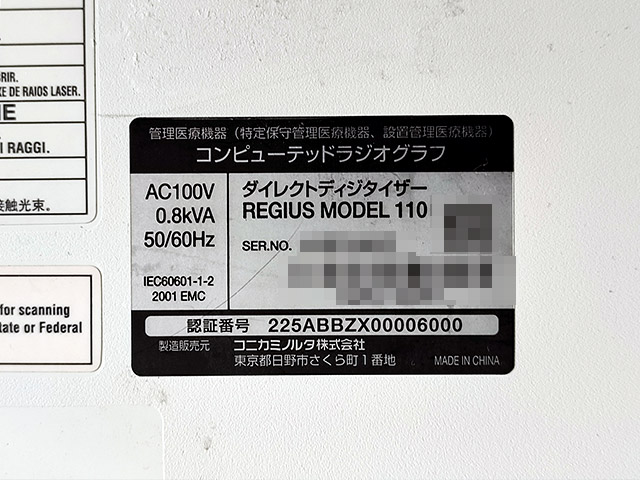 RIR.
XE DE RAIOS LASER.
I RAGGI.
接触光束.
for scanning
tate or Federal
管理医療機器（特定保守管理医療機器、設置管理医療機器）
コンピューテッドラジオグラフ
AC100V
0.8kVA
50/60Hz
IEC60601-1-2
2001 EMC
ダイレクトディジタイザー
REGIUS MODEL 110
SER.NO.
認証番号 225ABBZX00006000
製造販売元 コニカミノルタ株式会社
東京都日野市さくら町1番地
MADE IN CHINA